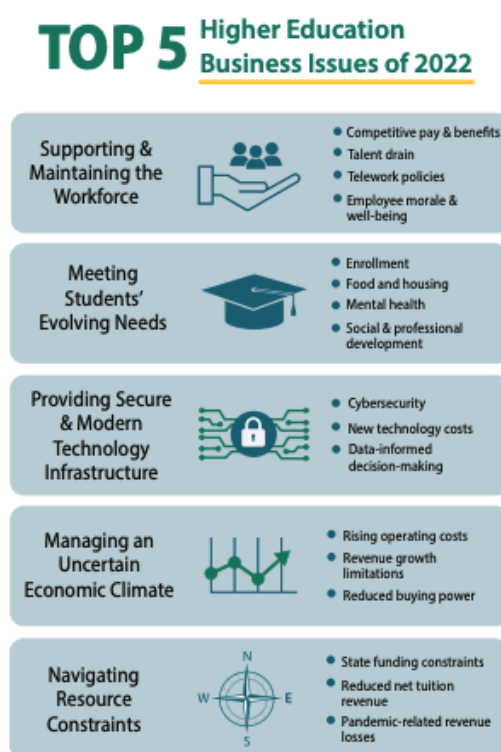 TOP 5 Higher Education
Business Issues of 2022
Supporting &
Maintaining the
Workforce
• Competitive pay & benefits
• Talent drain
• Telework policies
• Employee morale &
well-being
Meeting
Students'
Evolving Needs
• Enrollment
• Food and housing
• Mental health
• Social & professional
development
Providing Secure
& Modern
Technology
Infrastructure
• Cybersecurity
• New technology costs
• Data-informed
decision-making
Managing an
Uncertain
Economic Climate
• Rising operating costs
• Revenue growth
limitations
• Reduced buying power
Navigating
Resource
Constraints
N
W E
S
• State funding constraints
• Reduced net tuition
revenue
• Pandemic-related revenue
losses